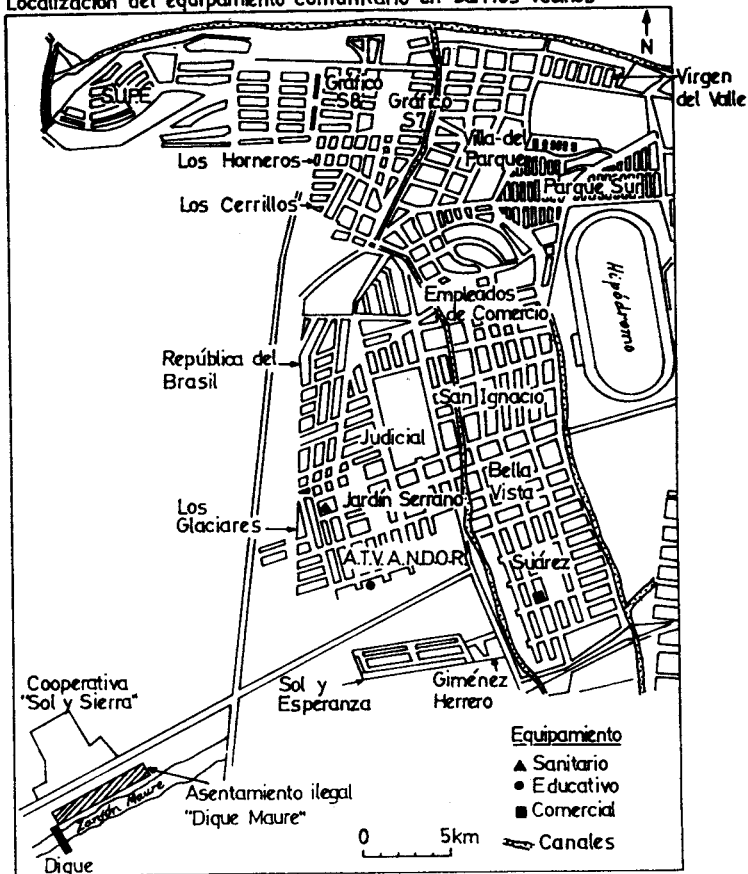 Localización del equipamiento comunitario en barrios vecinos
N
Virgen
del Valle
S.U.P.E.
Gráfico
S8
Gráfico
S7
Villa del
Parque
Los Horneros
Parque Sur
Los Cerrillos
Hipódromo
Empleados
de Comercio
República del
Brasil
San Ignacio
Judicial
Bella
Vista
Los
Glaciares
Jardín Serrano
A.T.V.A.N.D.O.R.
Suárez
Cooperativa
"Sol y Sierra"
Sol y
Esperanza
Giménez
Herrero
Equipamiento
Sanitario
Educativo
Comercial
Canales
Asentamiento ilegal
"Dique Maure"
Zanjón Maure
Dique
0 5km